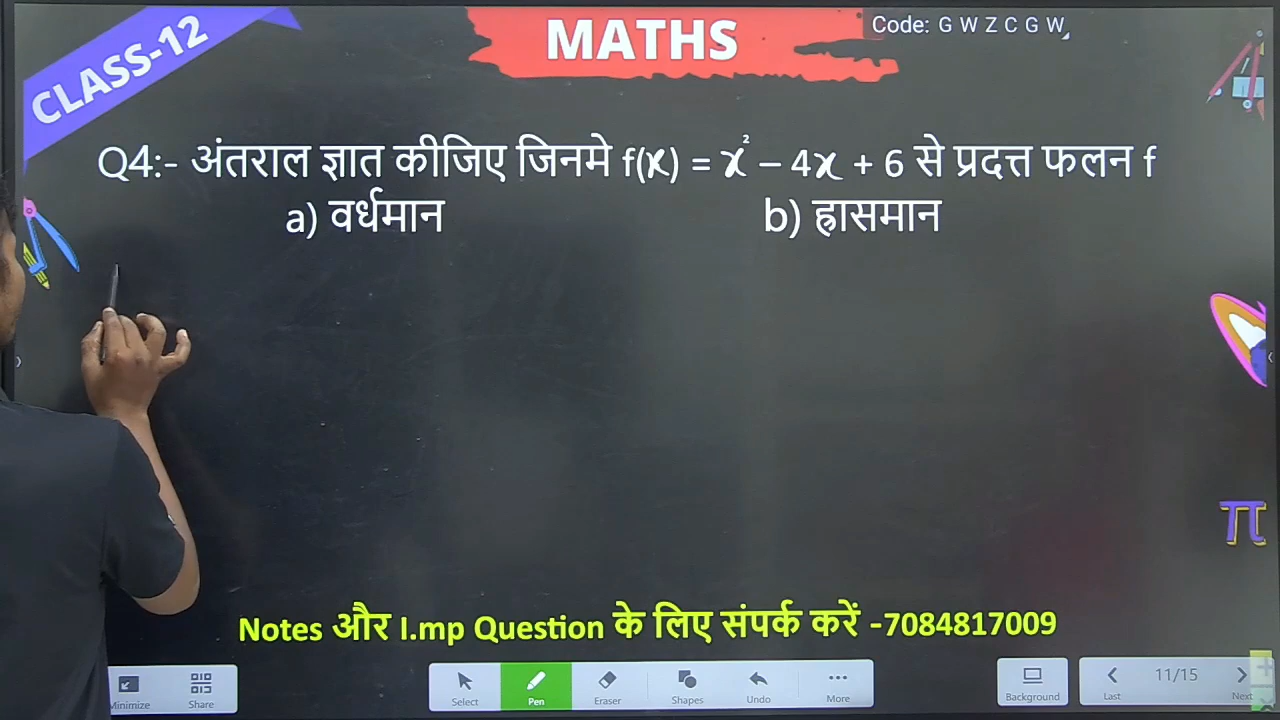 CLASS-12
MATHS
Code: G W Z C G W
Q4:- अंतराल ज्ञात कीजिए जिनमे f(x) = x² – 4x + 6 से प्रदत्त फलन f
a) वर्धमान b) ह्रासमान
π
Notes और I.mp Question के लिए संपर्क करें -7084817009
Minimize Share Select Pen Eraser Shapes Undo More Background Last 11/15 Next